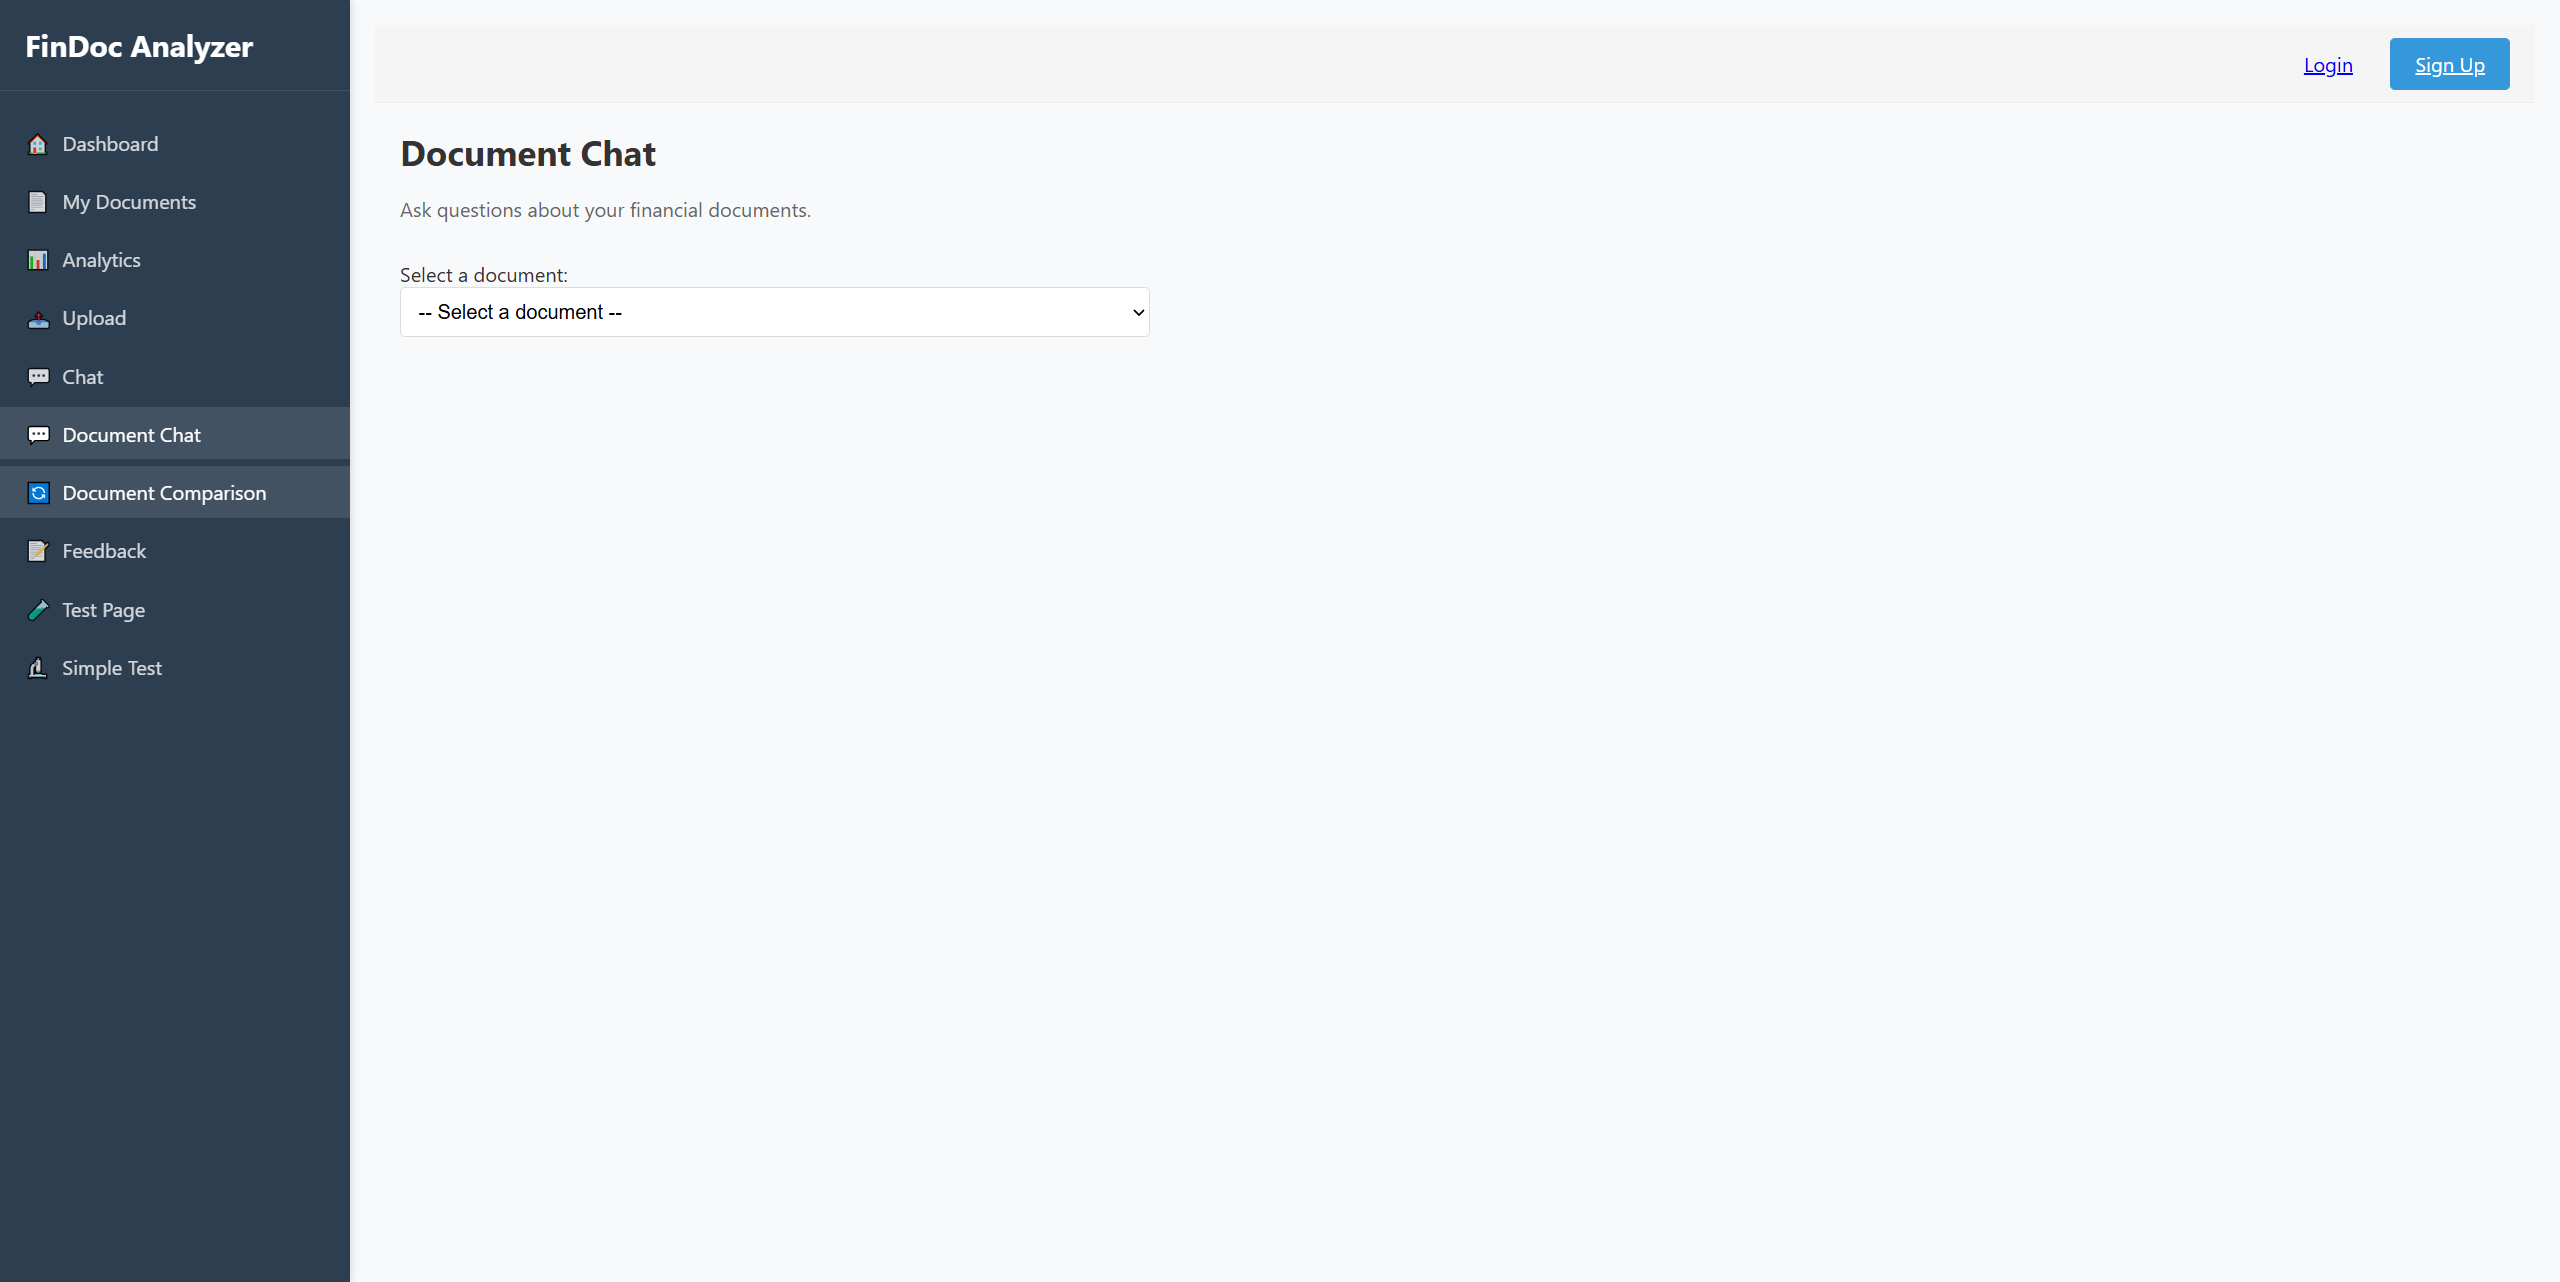 FinDoc Analyzer
Dashboard
My Documents
Analytics
Upload
Chat
Document Chat
Document Comparison
Feedback
Test Page
Simple Test
Login
Sign Up
Document Chat
Ask questions about your financial documents.
Select a document:
-- Select a document --